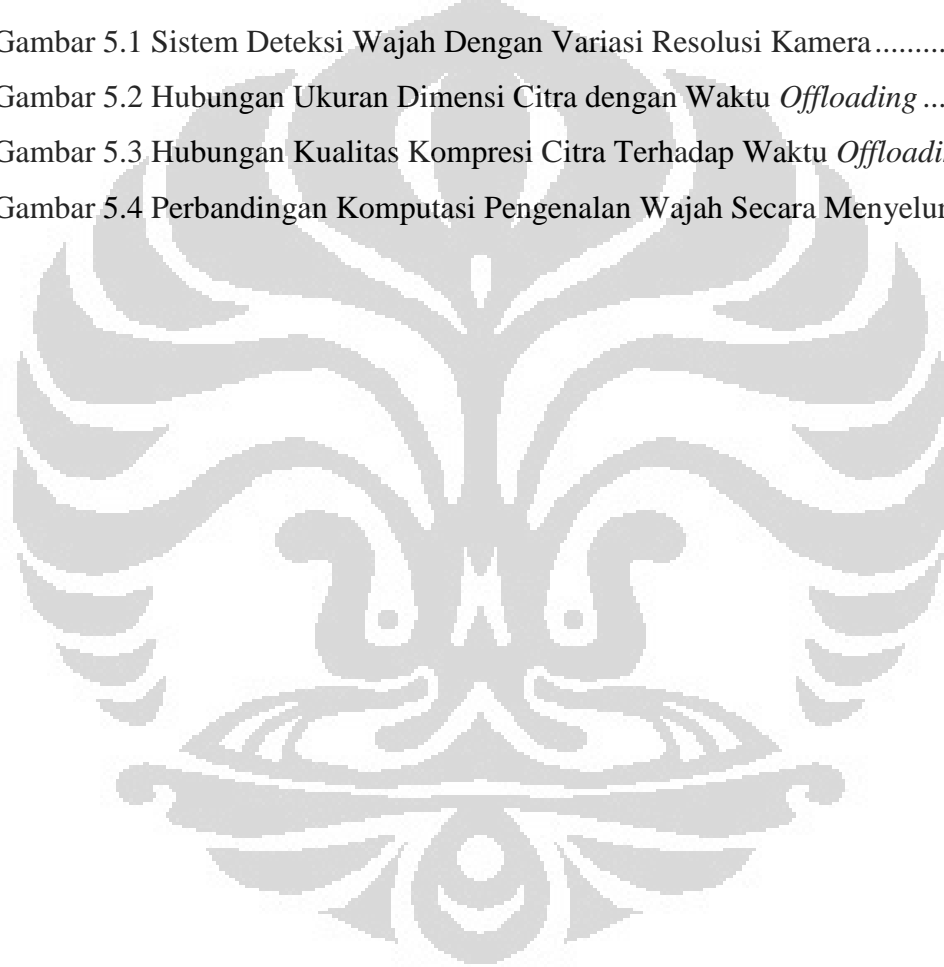 Gambar 5.1 Sistem Deteksi Wajah Dengan Variasi Resolusi Kamera.........
Gambar 5.2 Hubungan Ukuran Dimensi Citra dengan Waktu Offloading ...
Gambar 5.3 Hubungan Kualitas Kompresi Citra Terhadap Waktu
Gambar 5.4 Perbandingan Komputasi Pengenalan Wajah Secara